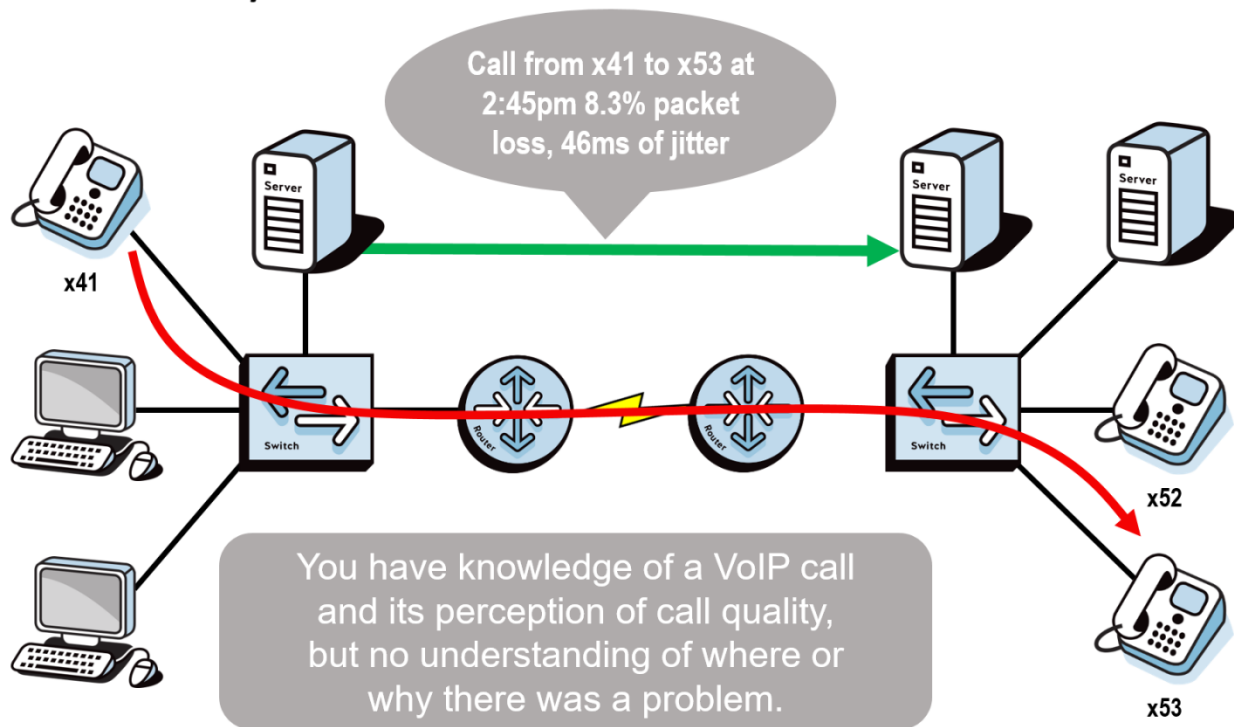 Call from x41 to x53 at
2:45pm 8.3% packet
loss, 46ms of jitter
Server
Server
Server
x41
Switch
Router
Router
Switch
x52
You have knowledge of a VoIP call
and its perception of call quality,
but no understanding of where or
why there was a problem.
x53